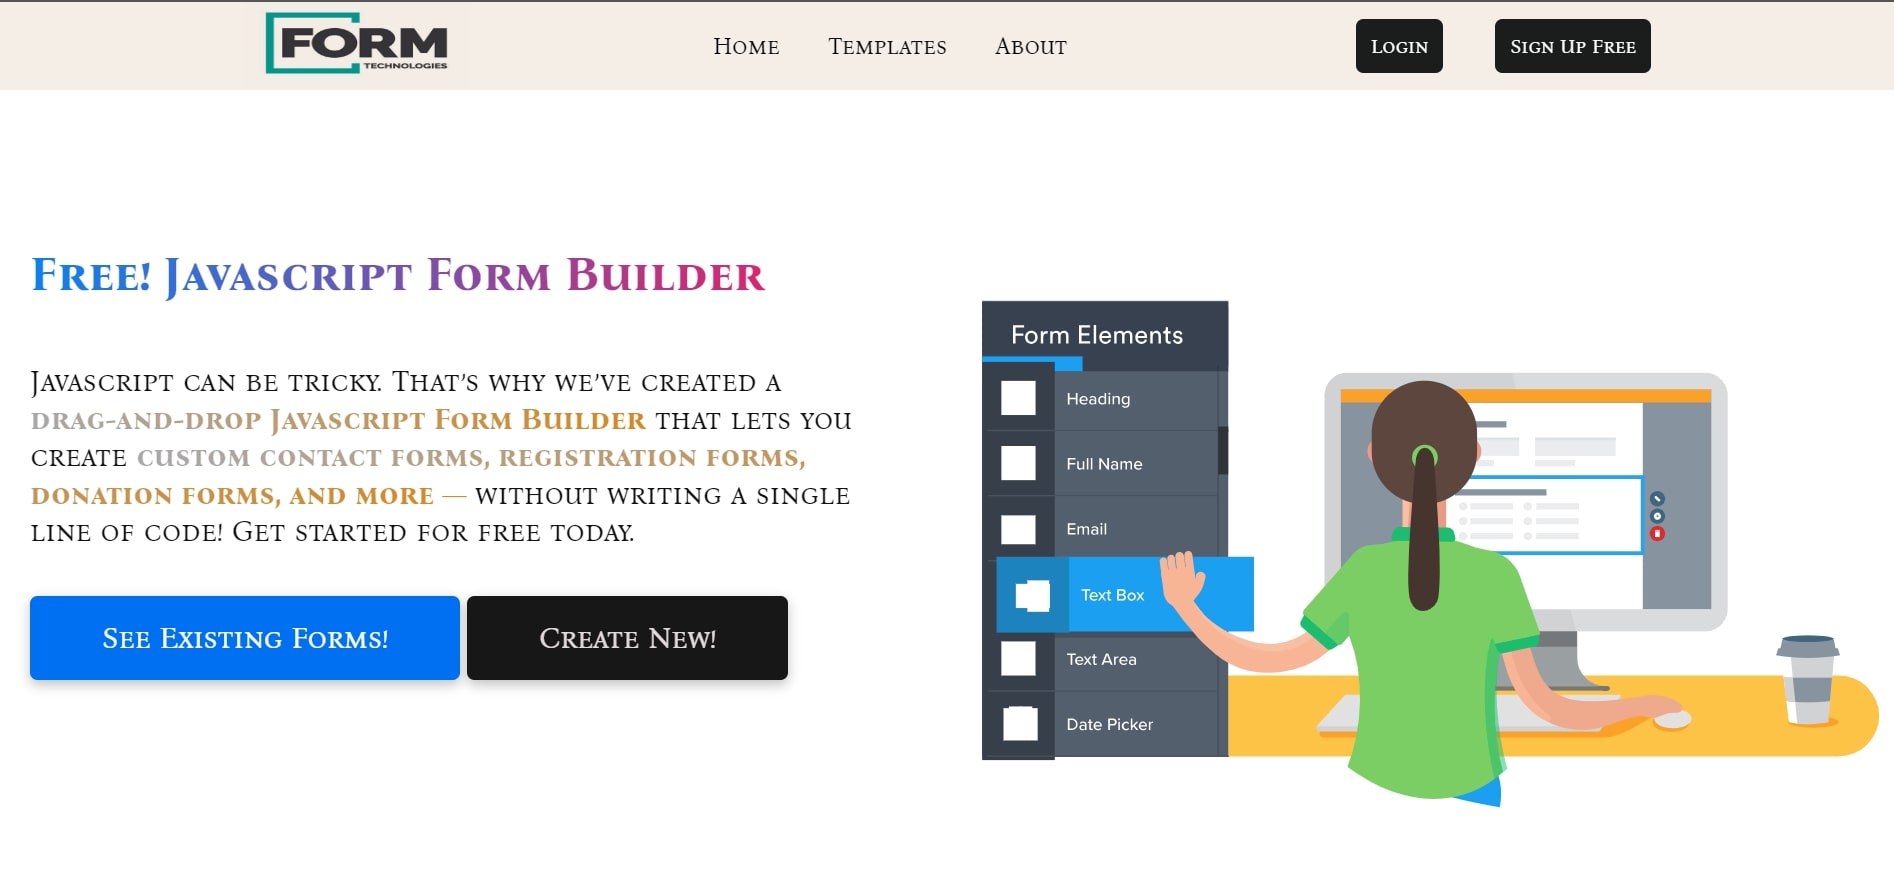 FORM
TECHNOLOGIES
Home Templates About Login Sign Up Free
Free! Javascript Form Builder
Javascript can be tricky. That’s why we’ve created a
drag-and-drop Javascript Form Builder that lets you
create custom contact forms, registration forms,
donation forms, and more — without writing a single
line of code! Get started for free today.
See Existing Forms! Create New!
Form Elements
Heading
Full Name
Email
Text Box
Text Area
Date Picker